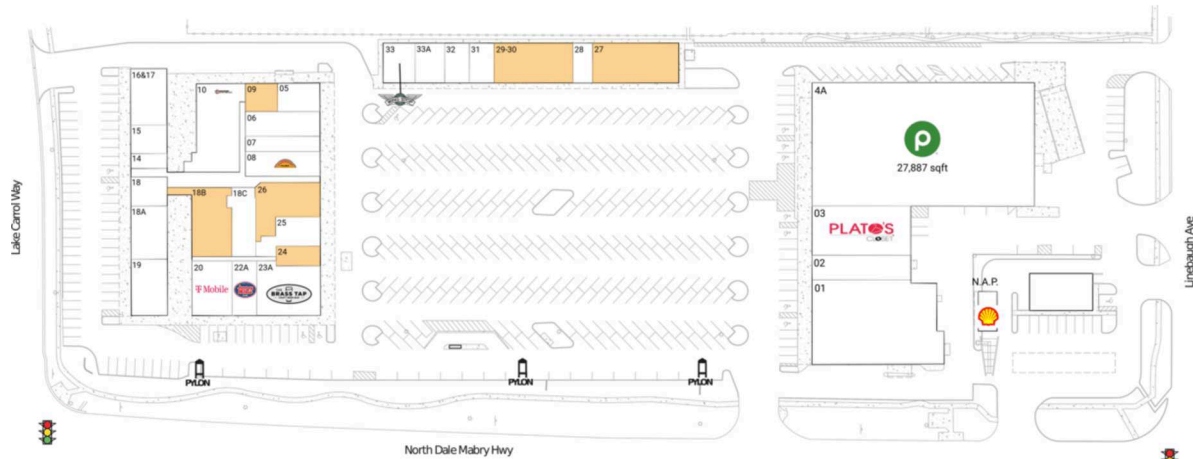 33
33A
32
31
29-30
28
27
16&17
10
09
05
06
15
07
14
08
4A
p
27,887 sqft
18
18B
18C
26
18A
25
24
19
20
22A
23A
T Mobile
THE
BRASS TAP
03
PLATO'S
CLOSET
02
01
N.A.P.
PYLON
PYLON
PYLON
Lake Carrol Way
Linebaugh Ave
North Dale Mabry Hwy